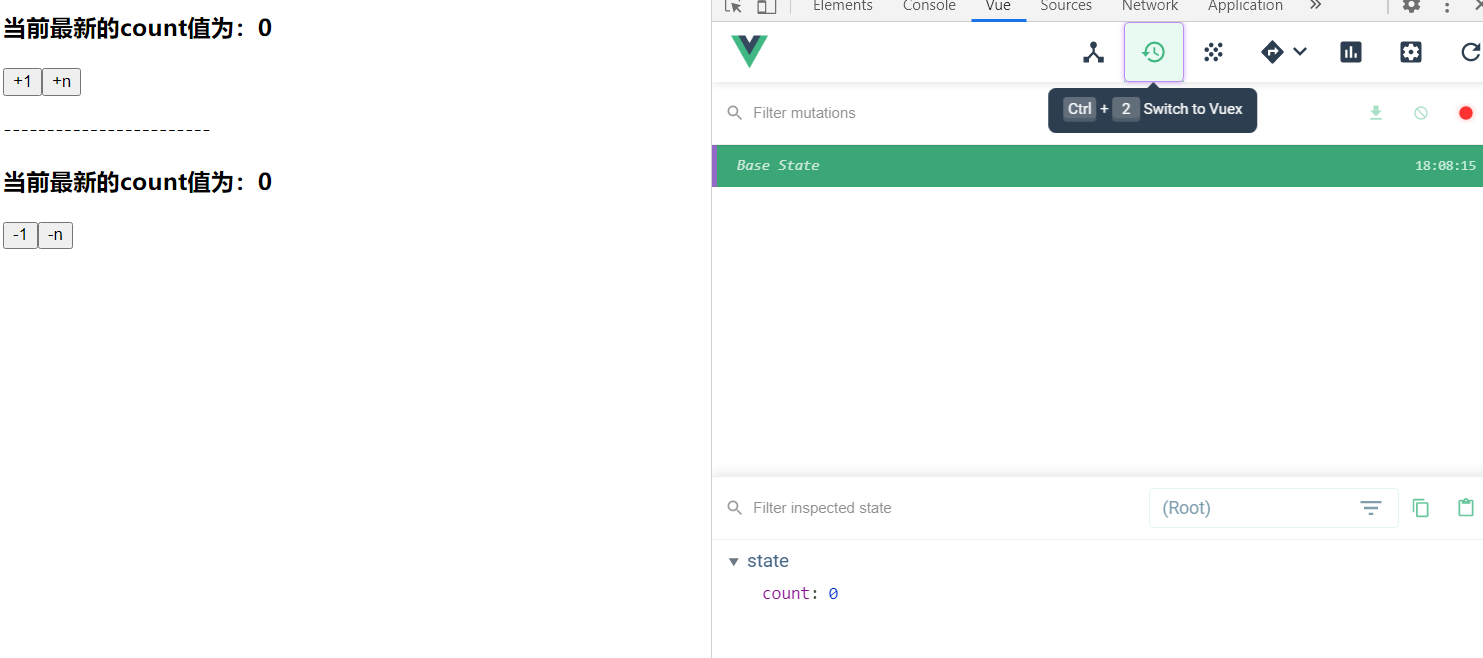 当前最新的count值为：0
+1 +n
------------------------
当前最新的count值为：0
-1 -n
Elements Console Vue Sources Network Application »
Ctrl + 2 Switch to Vuex
Filter mutations
Base State 18:08:15
Filter inspected state (Root)
state
count: 0